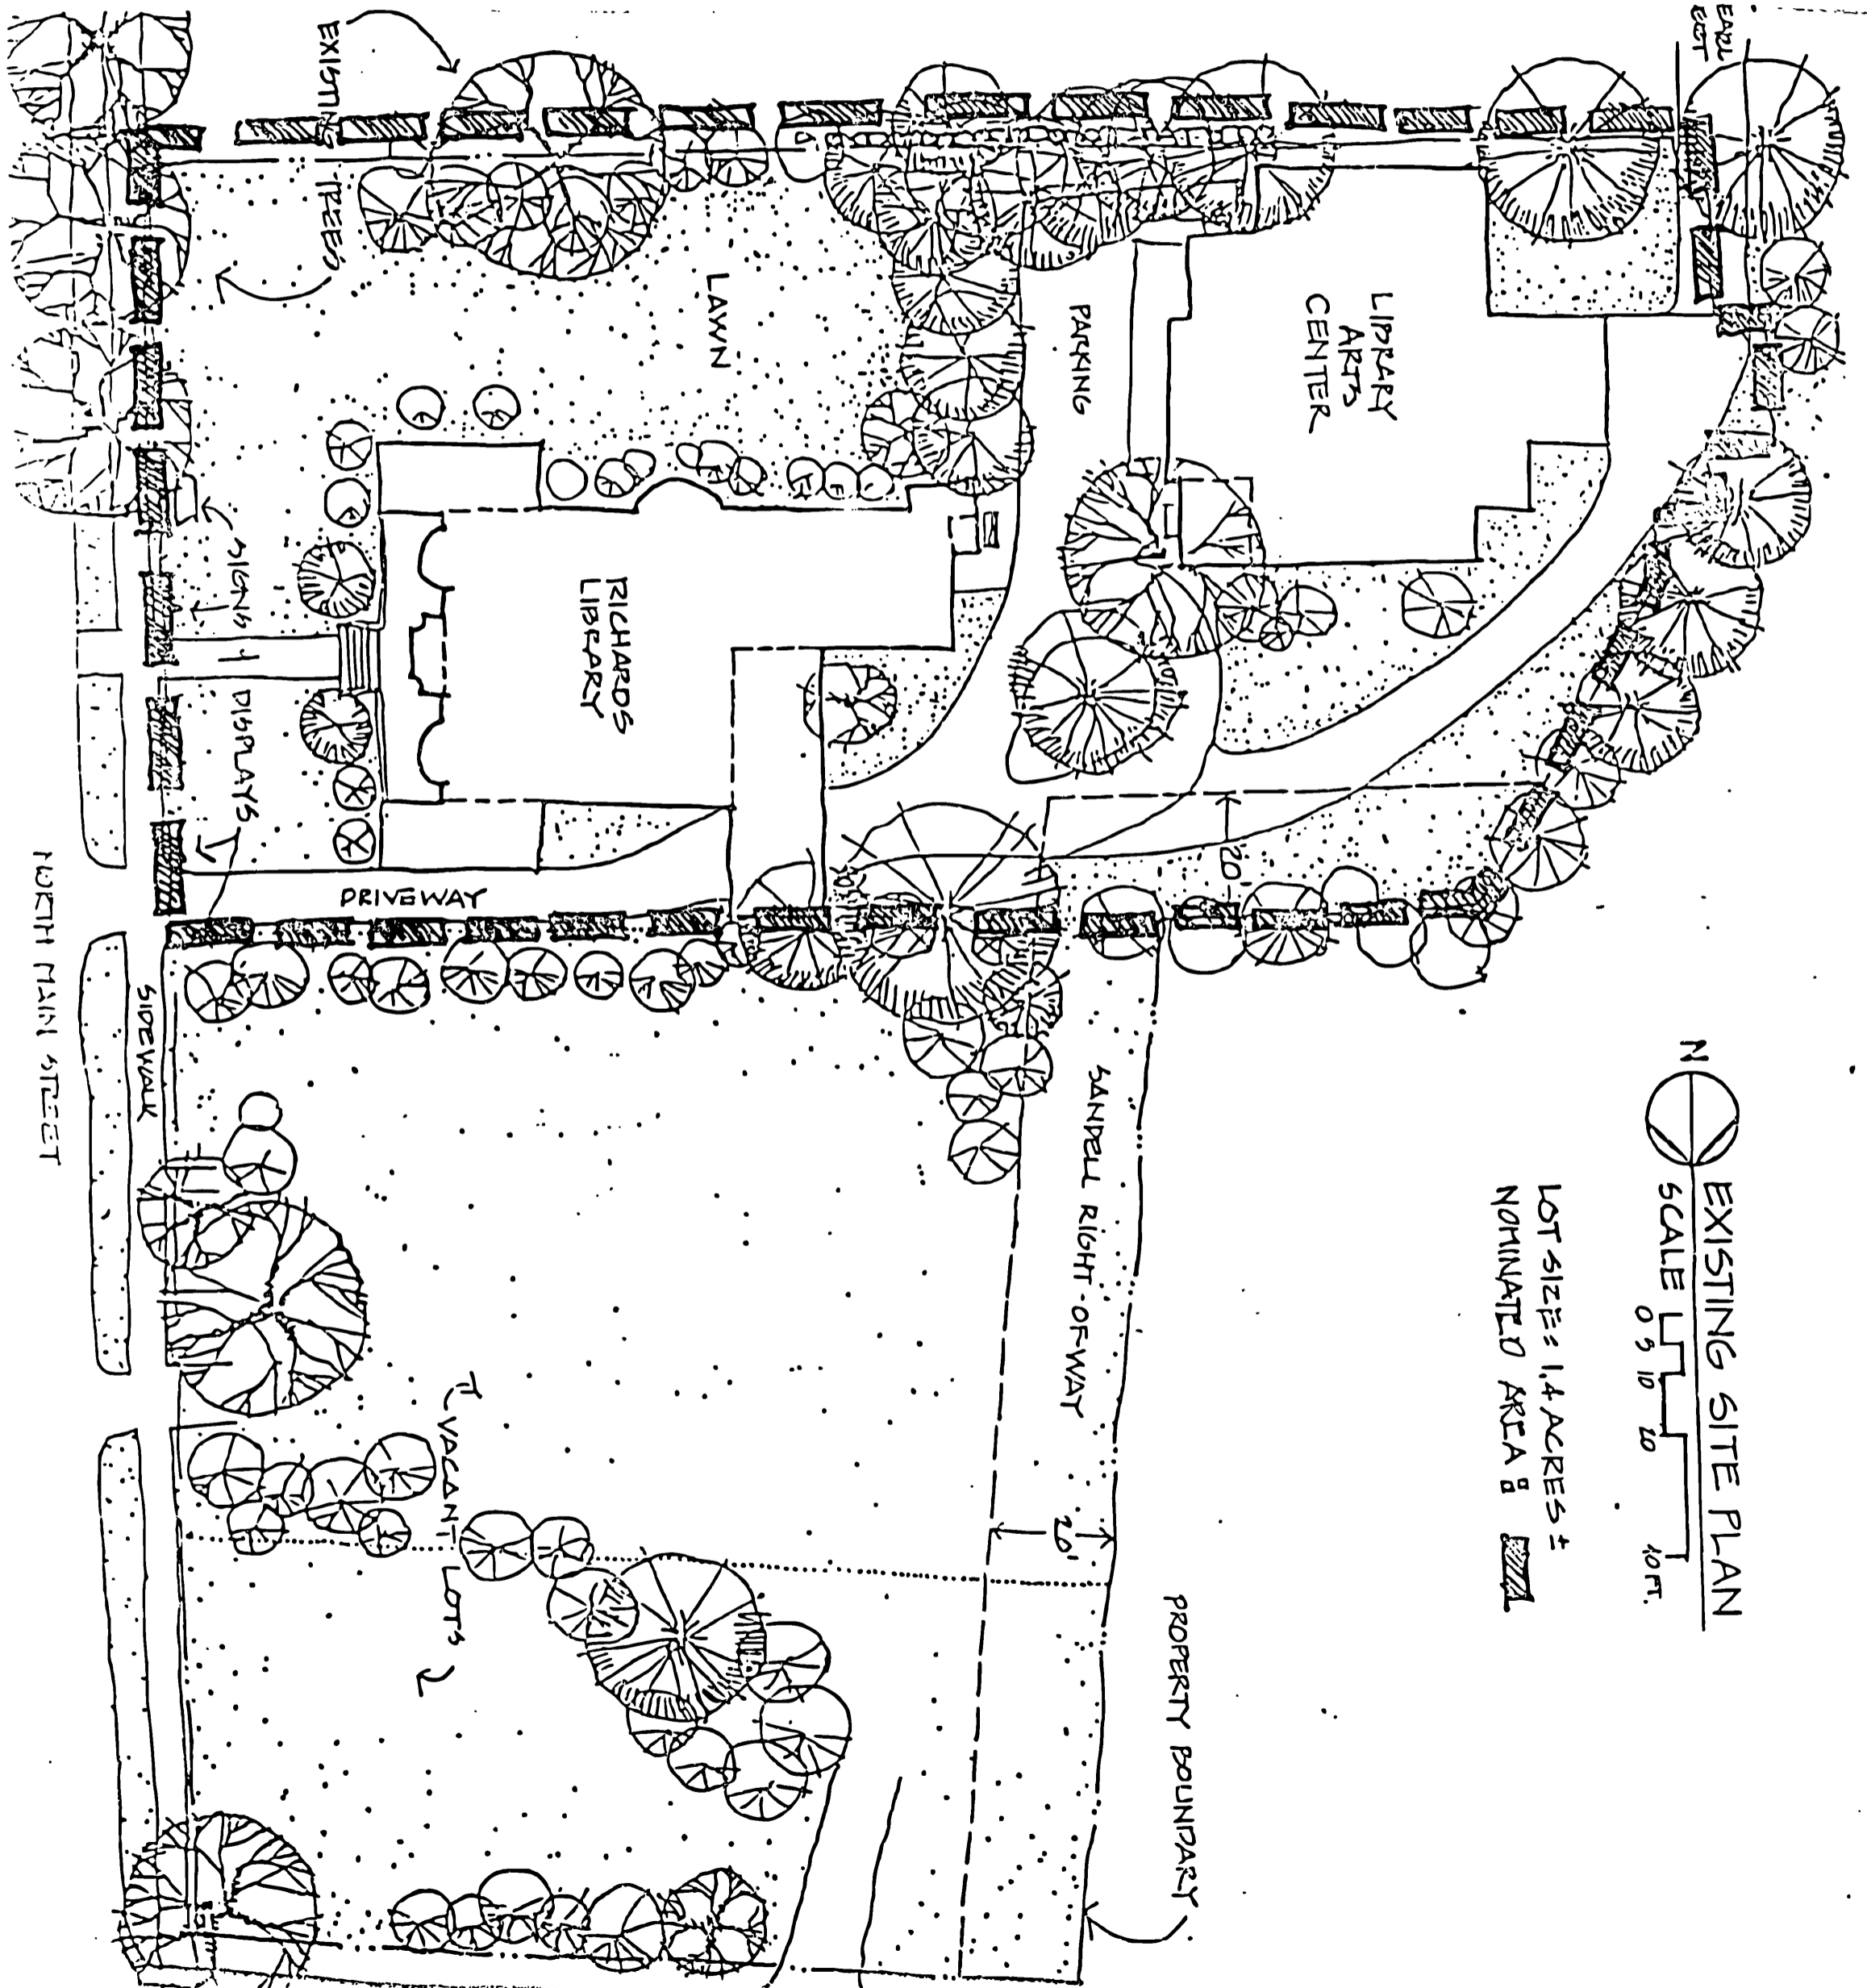 EXISTING SITE PLAN
N
SCALE
0 5 10 20 40 FT.
LOT SIZE: 1.4 ACRES ±
NOMINATED AREA:
LIBRARY
ARTS
CENTER
PARKING
LAWN
EXISTING TREES
RICHARDS
LIBRARY
SIGNS
DISPLAYS
DRIVEWAY
20'
SANDELL RIGHT-OF-WAY
20'
PROPERTY BOUNDARY
VACANT LOTS
SIDEWALK
NORTH MAIN STREET